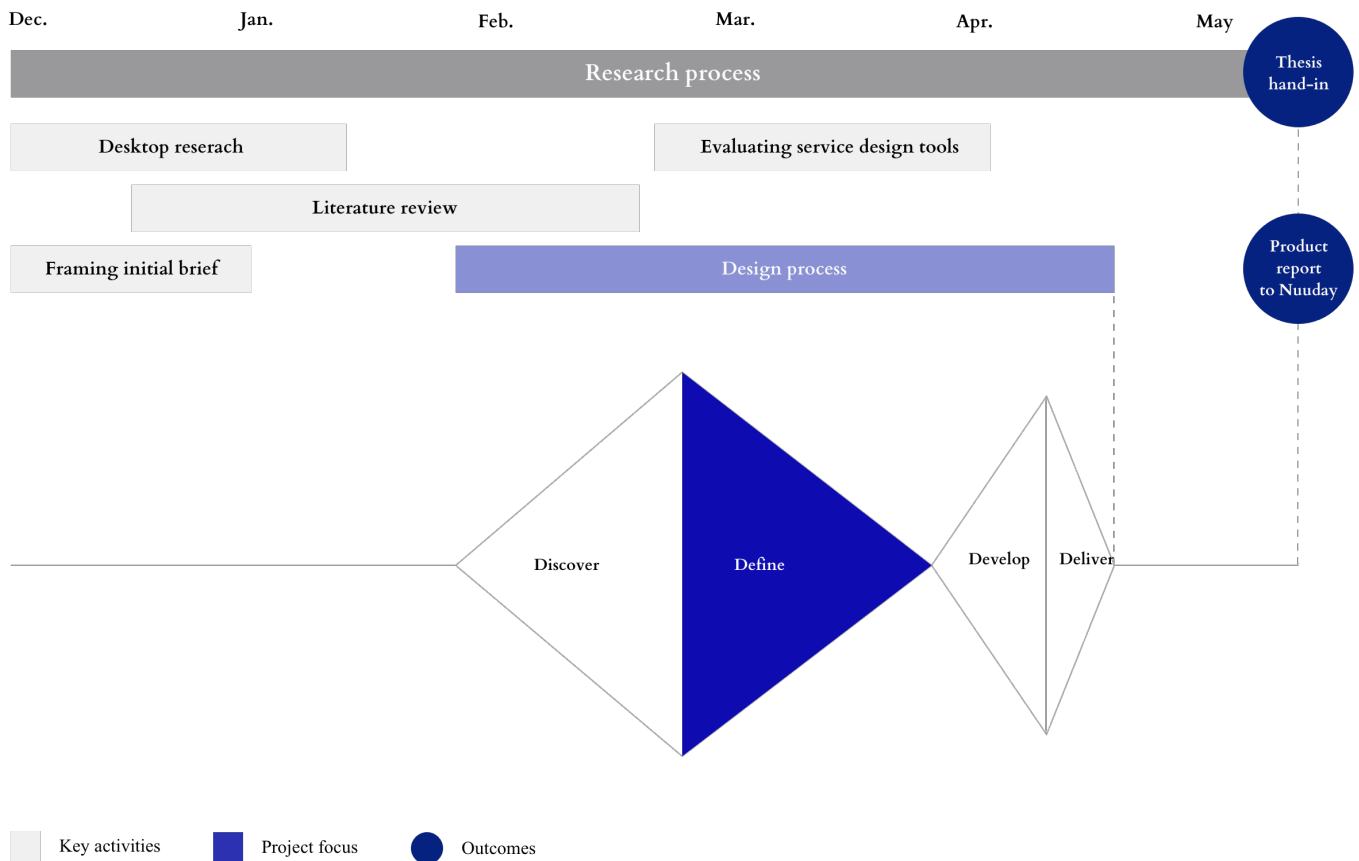 Dec. Jan. Feb. Mar. Apr. May
Research process
Thesis
hand-in
Desktop reserach
Evaluating service design tools
Literature review
Framing initial brief
Design process
Product
report
to Nuuday
Discover
Define
Develop
Deliver
Key activities
Project focus
Outcomes